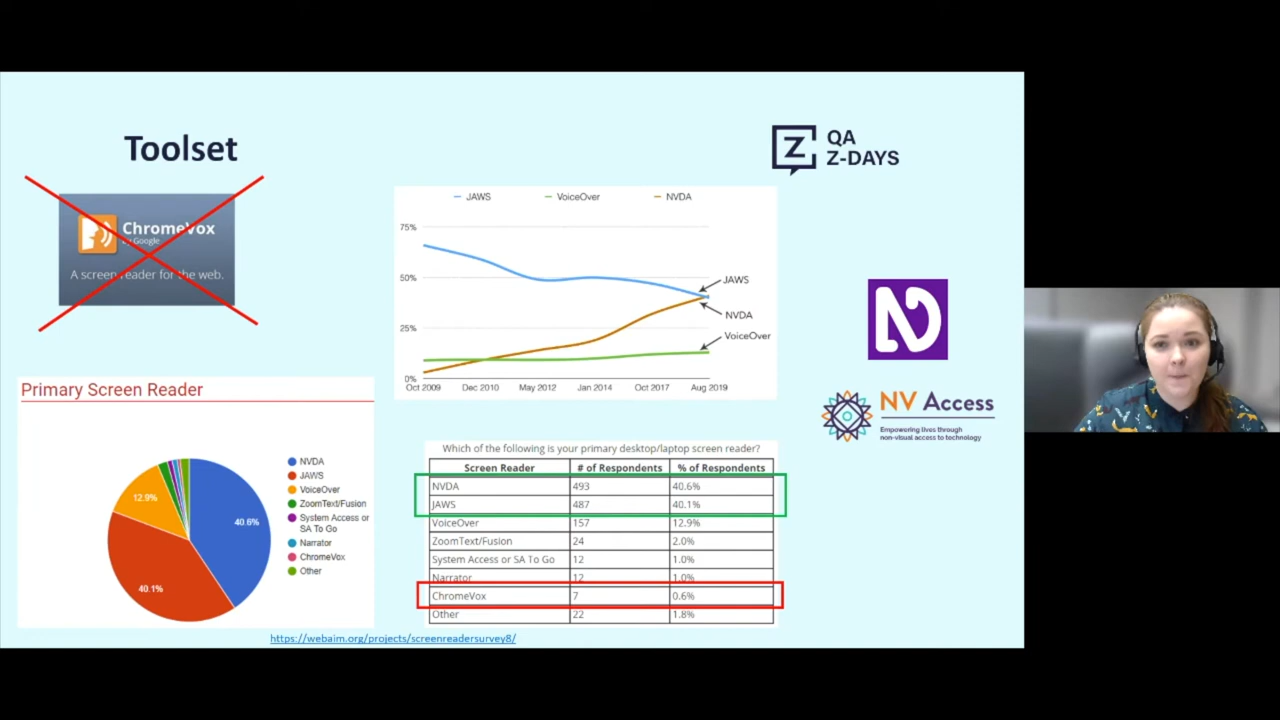 Toolset
QA
Z-DAYS
ChromeVox
by Google
A screen reader for the web.
JAWS
VoiceOver
NVDA
75%
50%
25%
0%
JAWS
NVDA
VoiceOver
Oct 2009
Dec 2010
May 2012
Jan 2014
Oct 2017
Aug 2019
NV Access
Empowering lives through
non-visual access to technology
Primary Screen Reader
40.6%
40.1%
12.9%
NVDA
JAWS
VoiceOver
ZoomText/Fusion
System Access or
SA To Go
Narrator
ChromeVox
Other
Which of the following is your primary desktop/laptop screen reader?
Screen Reader # of Respondents % of Respondents
NVDA 493 40.6%
JAWS 487 40.1%
VoiceOver 157 12.9%
ZoomText/Fusion 24 2.0%
System Access or SA To Go 12 1.0%
Narrator 12 1.0%
ChromeVox 7 0.6%
Other 22 1.8%
https://webaim.org/projects/screenreadersurvey8/